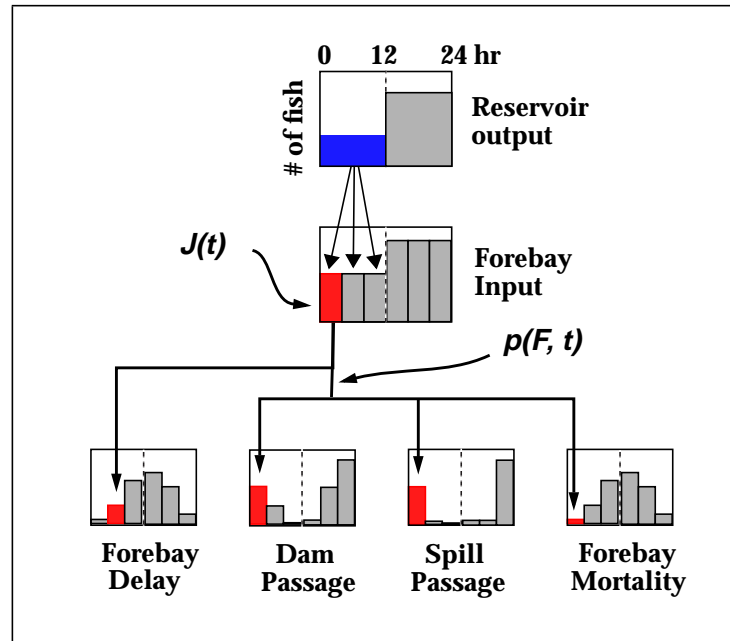 0 12 24 hr
# of fish
Reservoir
output
J(t)
Forebay
Input
p(F, t)
Forebay
Delay
Dam
Passage
Spill
Passage
Forebay
Mortality